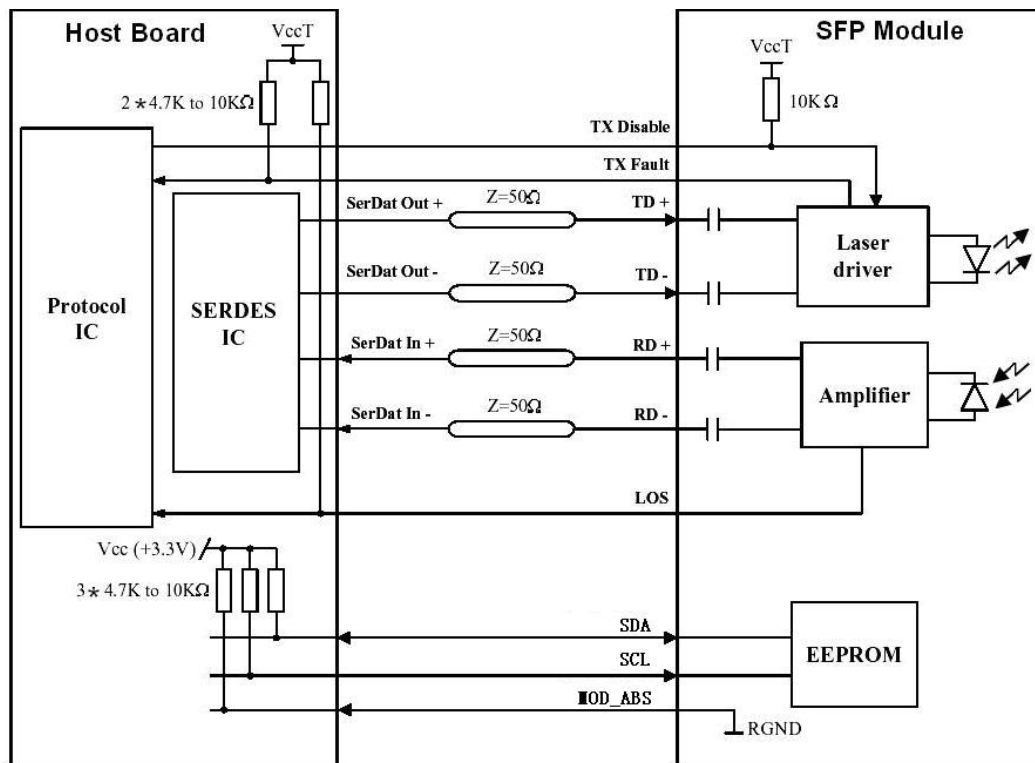 Host Board
SFP Module
VccT
VccT
2*4.7K to 10KΩ
10KΩ
TX Disable
TX Fault
SerDat Out +
Z=50Ω
TD +
Laser
driver
SerDat Out -
Z=50Ω
TD -
Protocol
IC
SERDES
IC
SerDat In +
Z=50Ω
RD +
Amplifier
SerDat In -
Z=50Ω
RD -
LOS
Vcc (+3.3V)
3*4.7K to 10KΩ
SDA
SCL
EEPROM
MOD_ABS
RGND